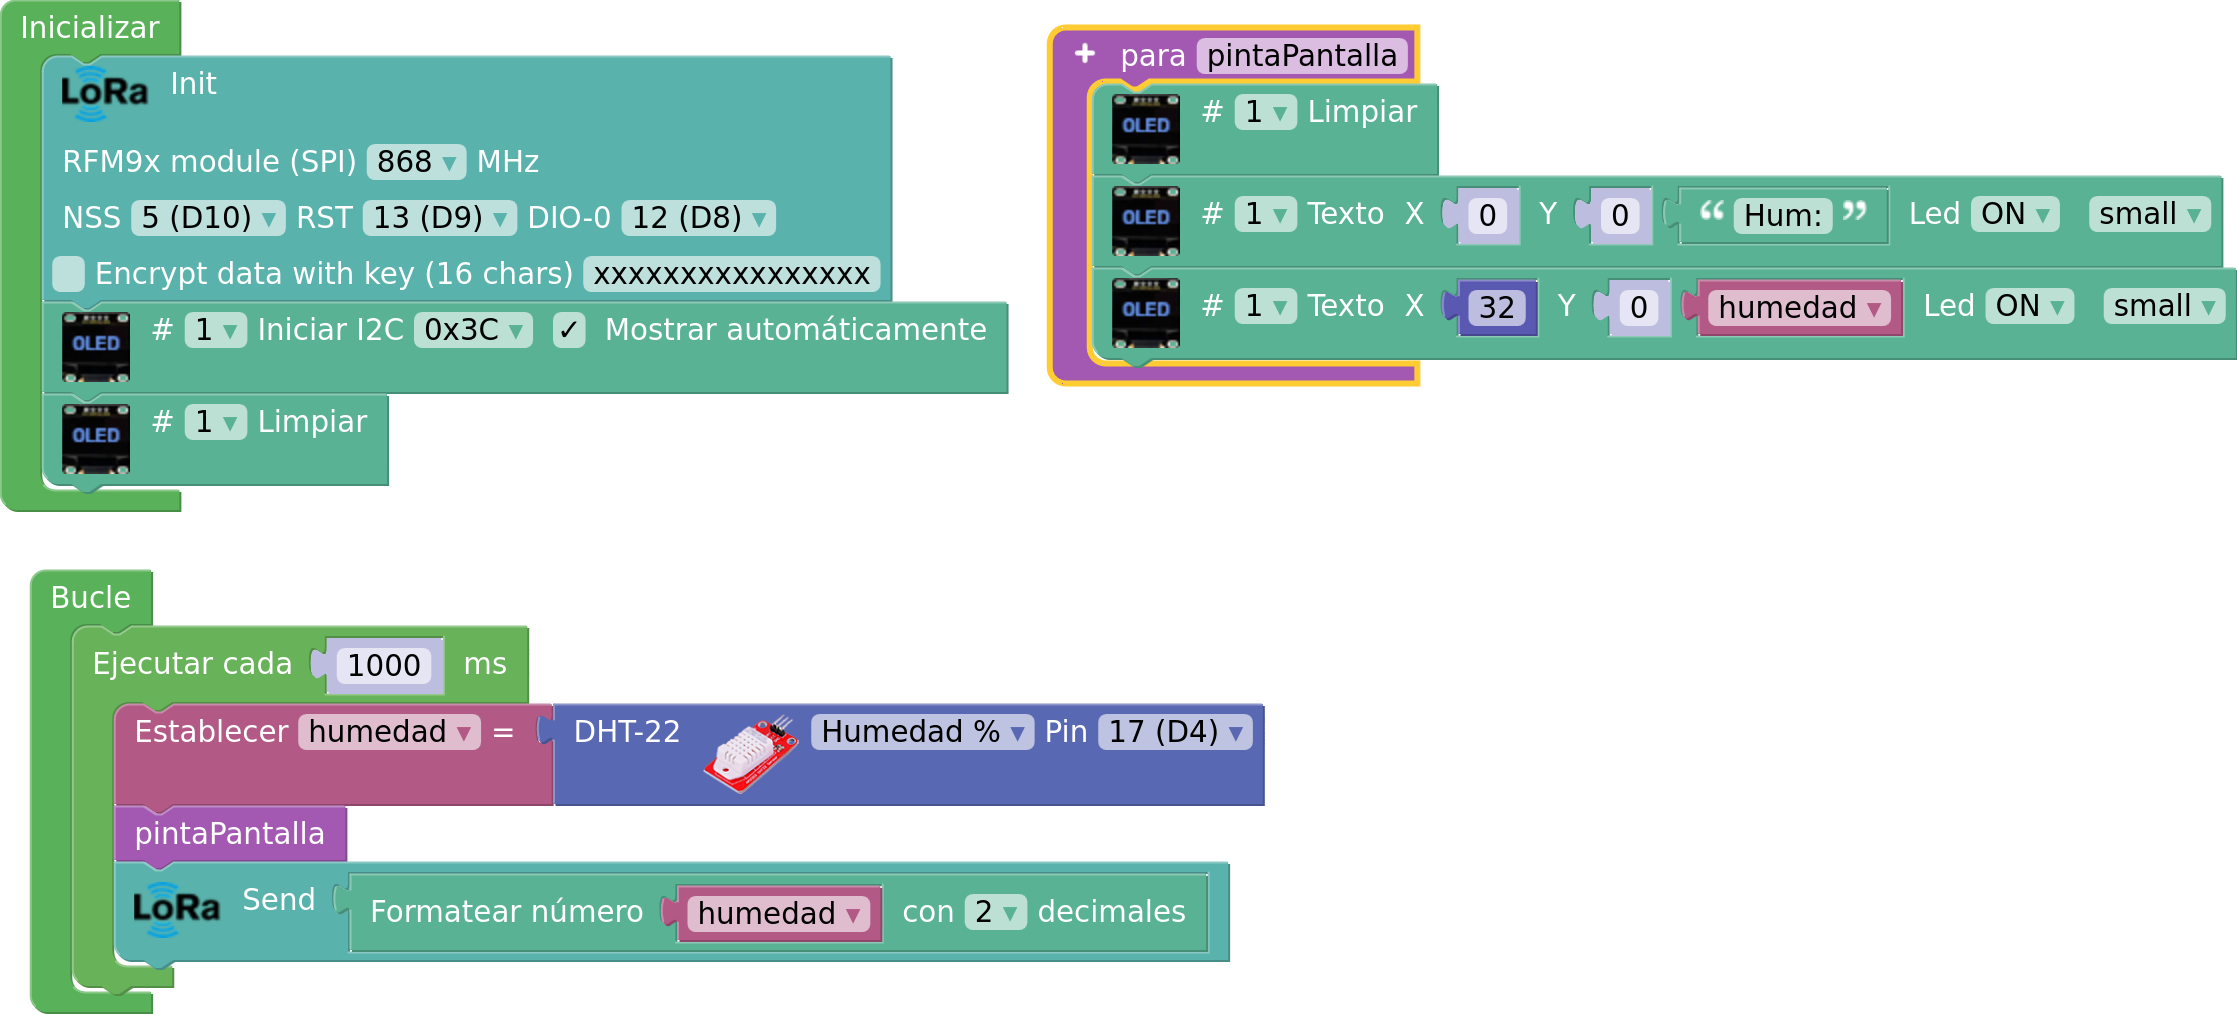 Inicializar
LoRa Init
RFM9x module (SPI) 868 MHz
NSS 5 (D10) RST 13 (D9) DIO-0 12 (D8)
Encrypt data with key (16 chars) xxxxxxxxxxxxxxxx
OLED # 1 Iniciar I2C 0x3C ✓ Mostrar automáticamente
OLED # 1 Limpiar
+ para pintaPantalla
OLED # 1 Limpiar
OLED # 1 Texto X 0 Y 0 “ Hum: ” Led ON small
OLED # 1 Texto X 32 Y 0 humedad Led ON small
Bucle
Ejecutar cada 1000 ms
Establecer humedad = DHT-22 Humedad % Pin 17 (D4)
pintaPantalla
LoRa Send Formatear número humedad con 2 decimales